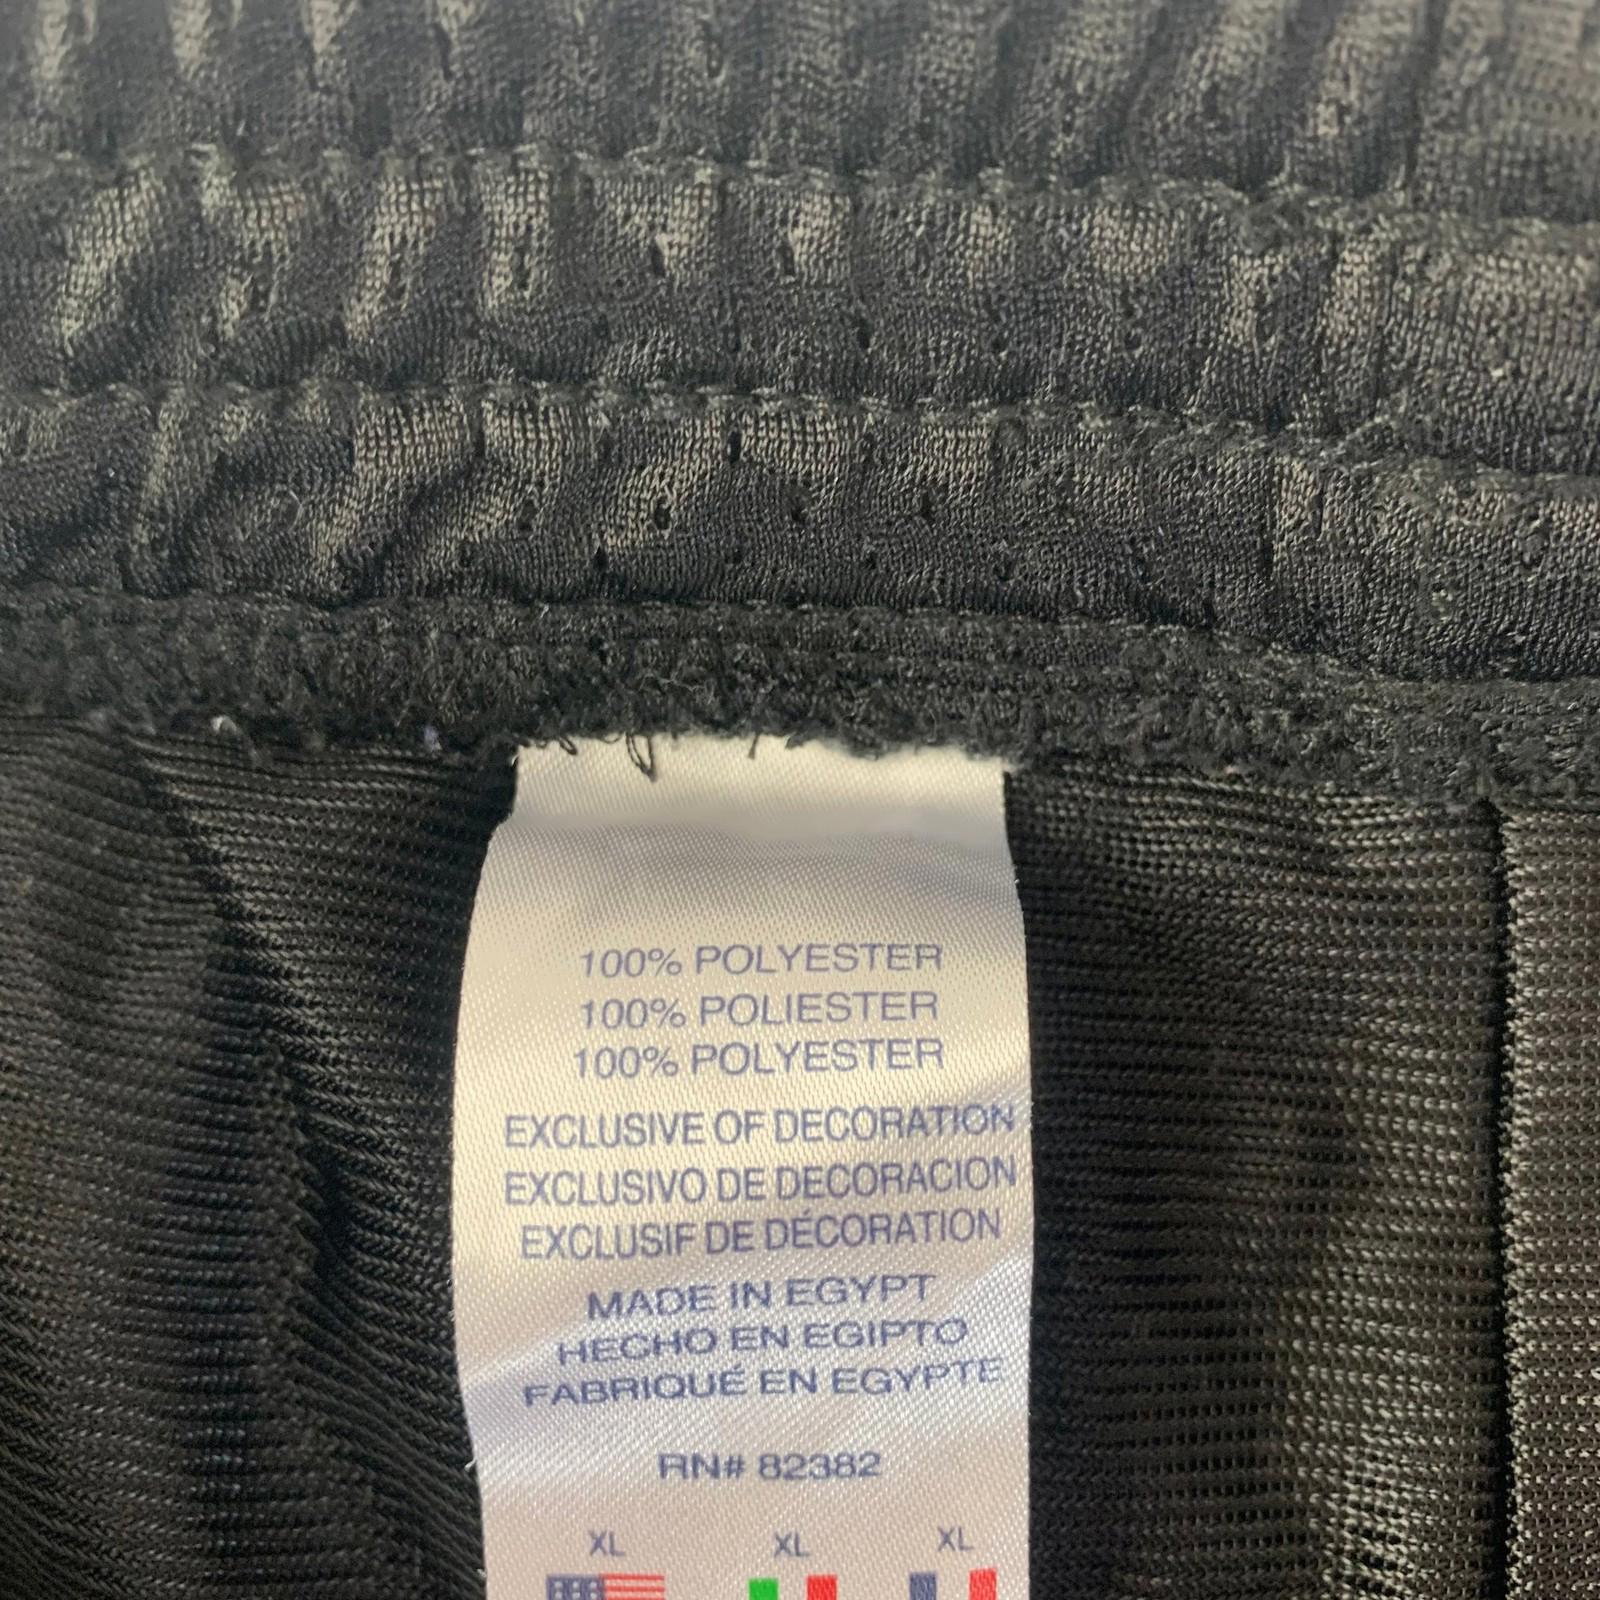 100% POLYESTER
100% POLIESTER
100% POLYESTER
EXCLUSIVE OF DECORATION
EXCLUSIVO DE DECORACION
EXCLUSIF DE DÉCORATION
MADE IN EGYPT
HECHO EN EGIPTO
FABRIQUÉ EN EGYPTE
RN# 82382
XL XL XL